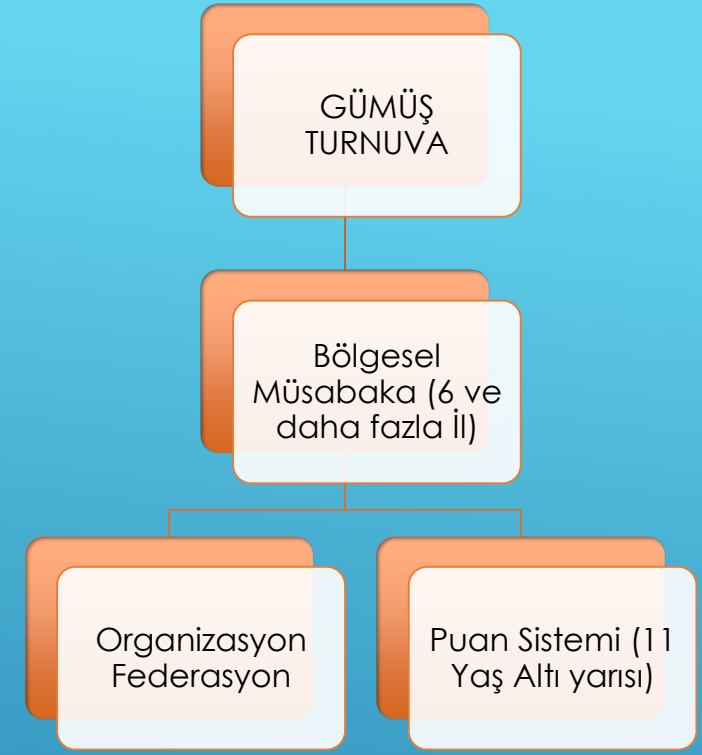 GÜMÜŞ
TURNUVA
Bölgesel
Müsabaka (6 ve
daha fazla İl)
Organizasyon
Federasyon
Puan Sistemi (11
Yaş Altı yarısı)